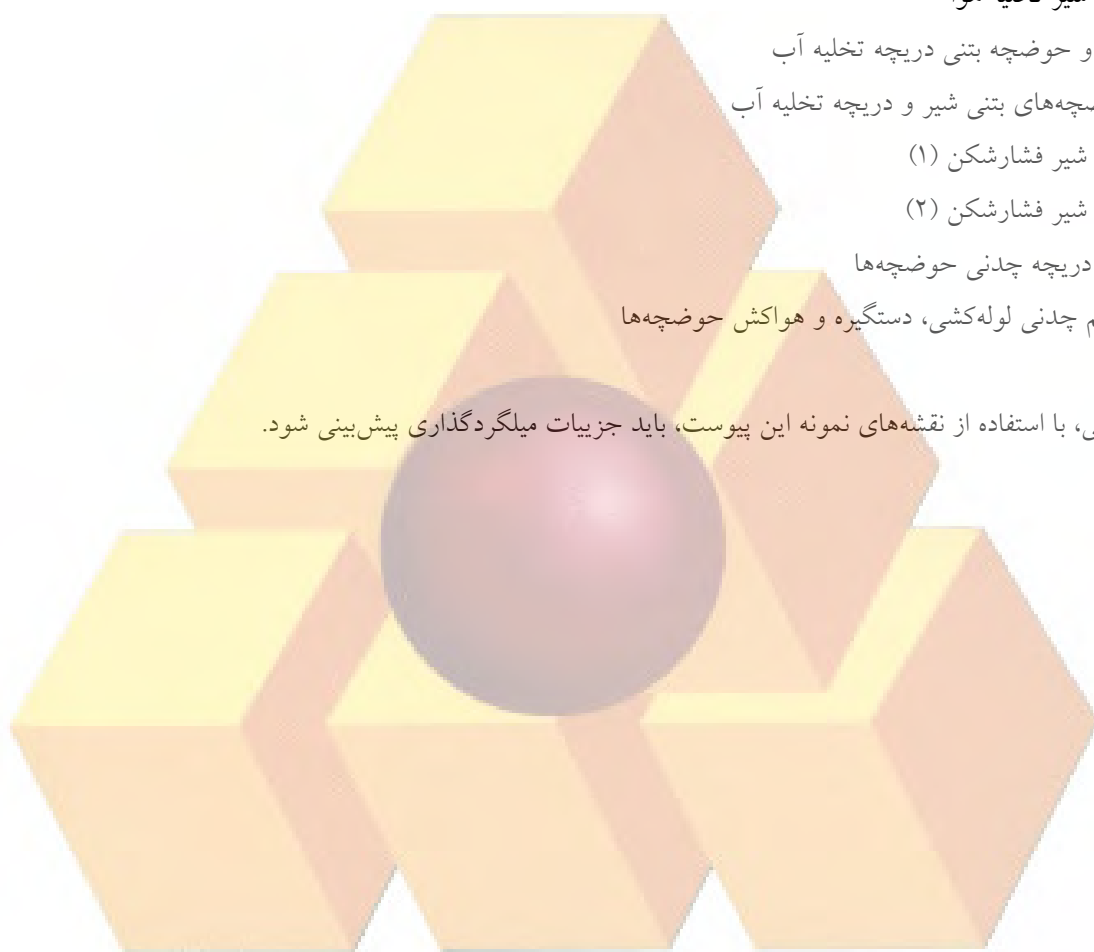 و حوضچه بتنی دریچه تخلیه آب
بتنی شیر و دریچه تخلیه آب
شیر فشارشکن (۱)
شیر فشارشکن (۲)
دریچه چدنی حوضچه‌ها
چدنی لوله‌کشی، دستگیره و هواکش حوضچه‌ها
با استفاده از نقشه‌های نمونه این پیوست، باید جزییات میلگردگذاری پیش‌بینی شود.